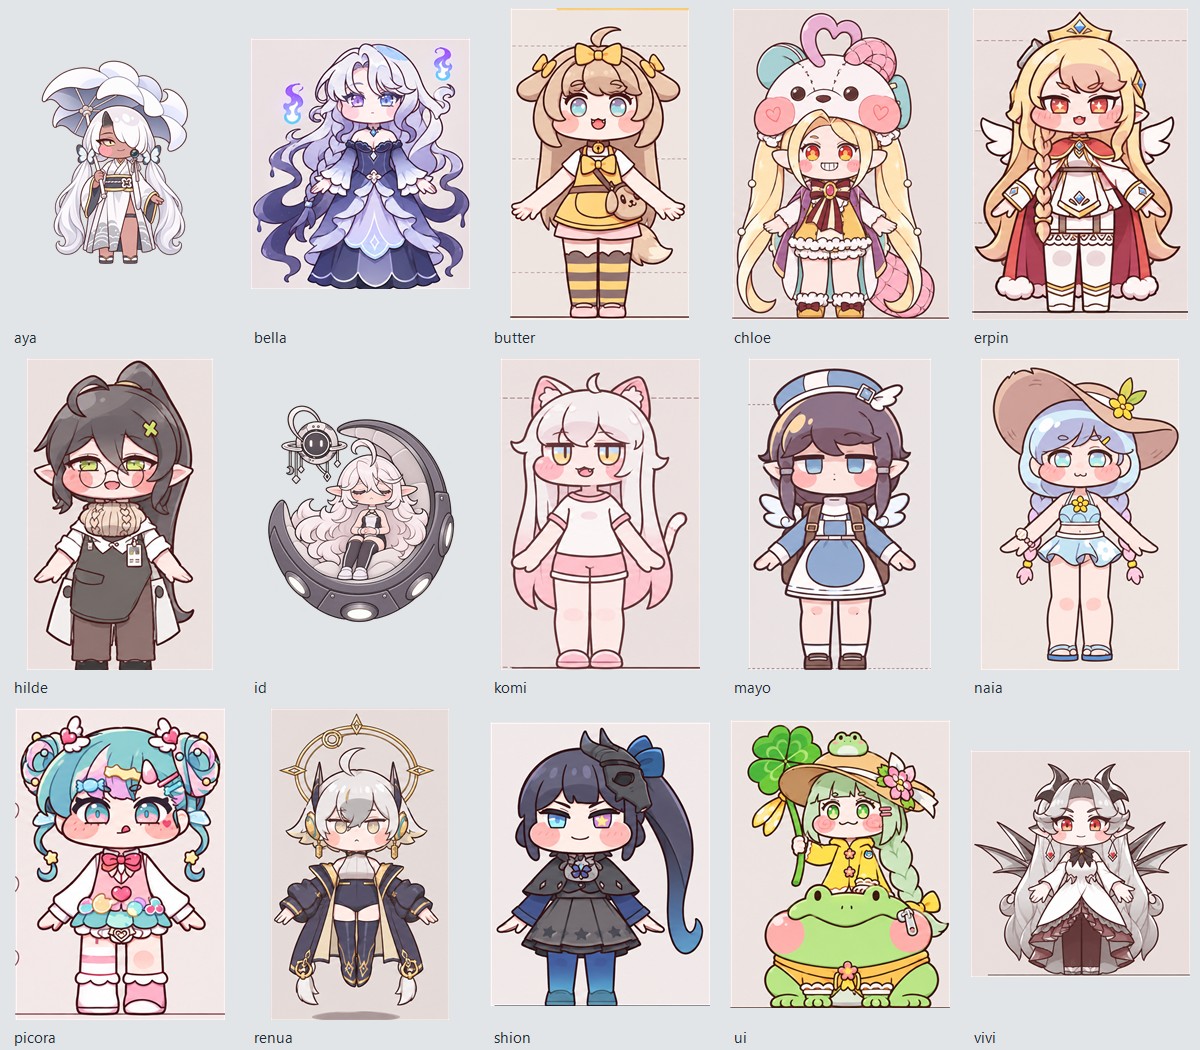 aya
bella
butter
chloe
erpin
hilde
id
komi
mayo
naia
picora
renua
shion
ui
vivi